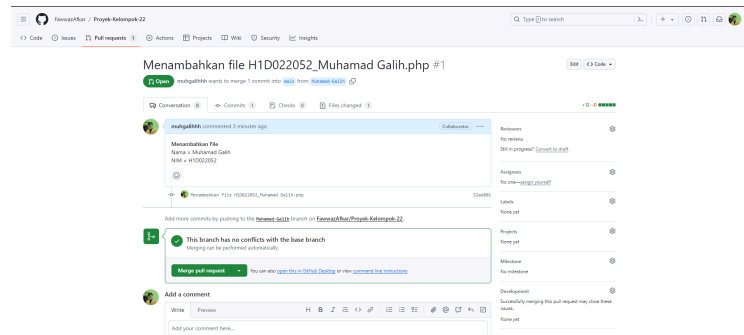 FawwazAfkar / Proyek-Kelompok-22
Type / to search
Code
Issues
Pull requests 1
Actions
Projects
Wiki
Security
Insights
Menambahkan file H1D022052_Muhamad Galih.php #1
Edit
Code
Open
muhgalihhh wants to merge 1 commit into main from Muhamad-Galih
Conversation 0
Commits 1
Checks 0
Files changed 1
+12 −0
muhgalihhh commented 3 minutes ago
Collaborator
Menambahkan File
Nama = Muhamad Galih
NIM = H1D022052
Menambahkan file H1D022052_Muhamad Galih.php
Add more commits by pushing to the Muhamad-Galih branch on FawwazAfkar/Proyek-Kelompok-22.
This branch has no conflicts with the base branch
Merging can be performed automatically.
Merge pull request
You can also open this in GitHub Desktop or view command line instructions.
Add a comment
Write
Preview
Add your comment here...
Reviewers
No reviews
Still in progress? Convert to draft
Assignees
No one—assign yourself
Labels
None yet
Projects
None yet
Milestone
No milestone
Development
Successfully merging this pull request may close these
issues.
None yet